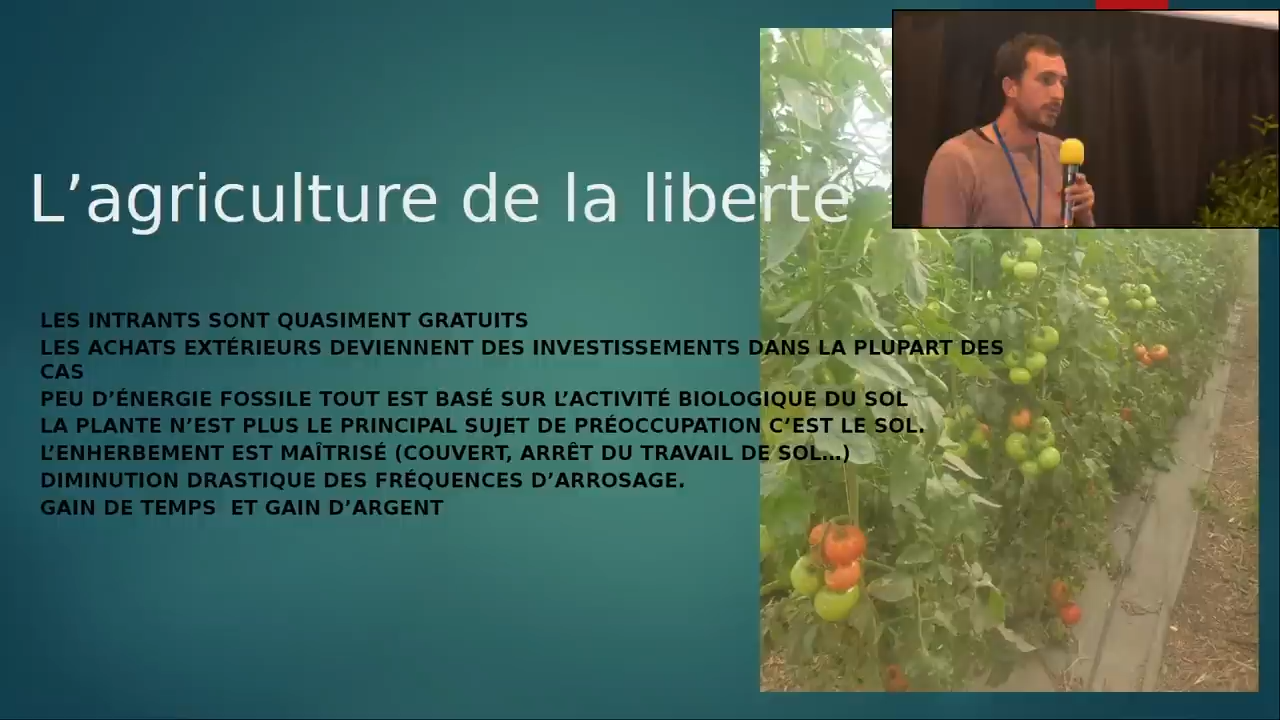 L’agriculture de la liberté
LES INTRANTS SONT QUASIMENT GRATUITS
LES ACHATS EXTÉRIEURS DEVIENNENT DES INVESTISSEMENTS DANS LA PLUPART DES
CAS
PEU D’ÉNERGIE FOSSILE TOUT EST BASÉ SUR L’ACTIVITÉ BIOLOGIQUE DU SOL
LA PLANTE N’EST PLUS LE PRINCIPAL SUJET DE PRÉOCCUPATION C’EST LE SOL.
L’ENHERBEMENT EST MAÎTRISÉ (COUVERT, ARRÊT DU TRAVAIL DE SOL…)
DIMINUTION DRASTIQUE DES FRÉQUENCES D’ARROSAGE.
GAIN DE TEMPS  ET GAIN D’ARGENT